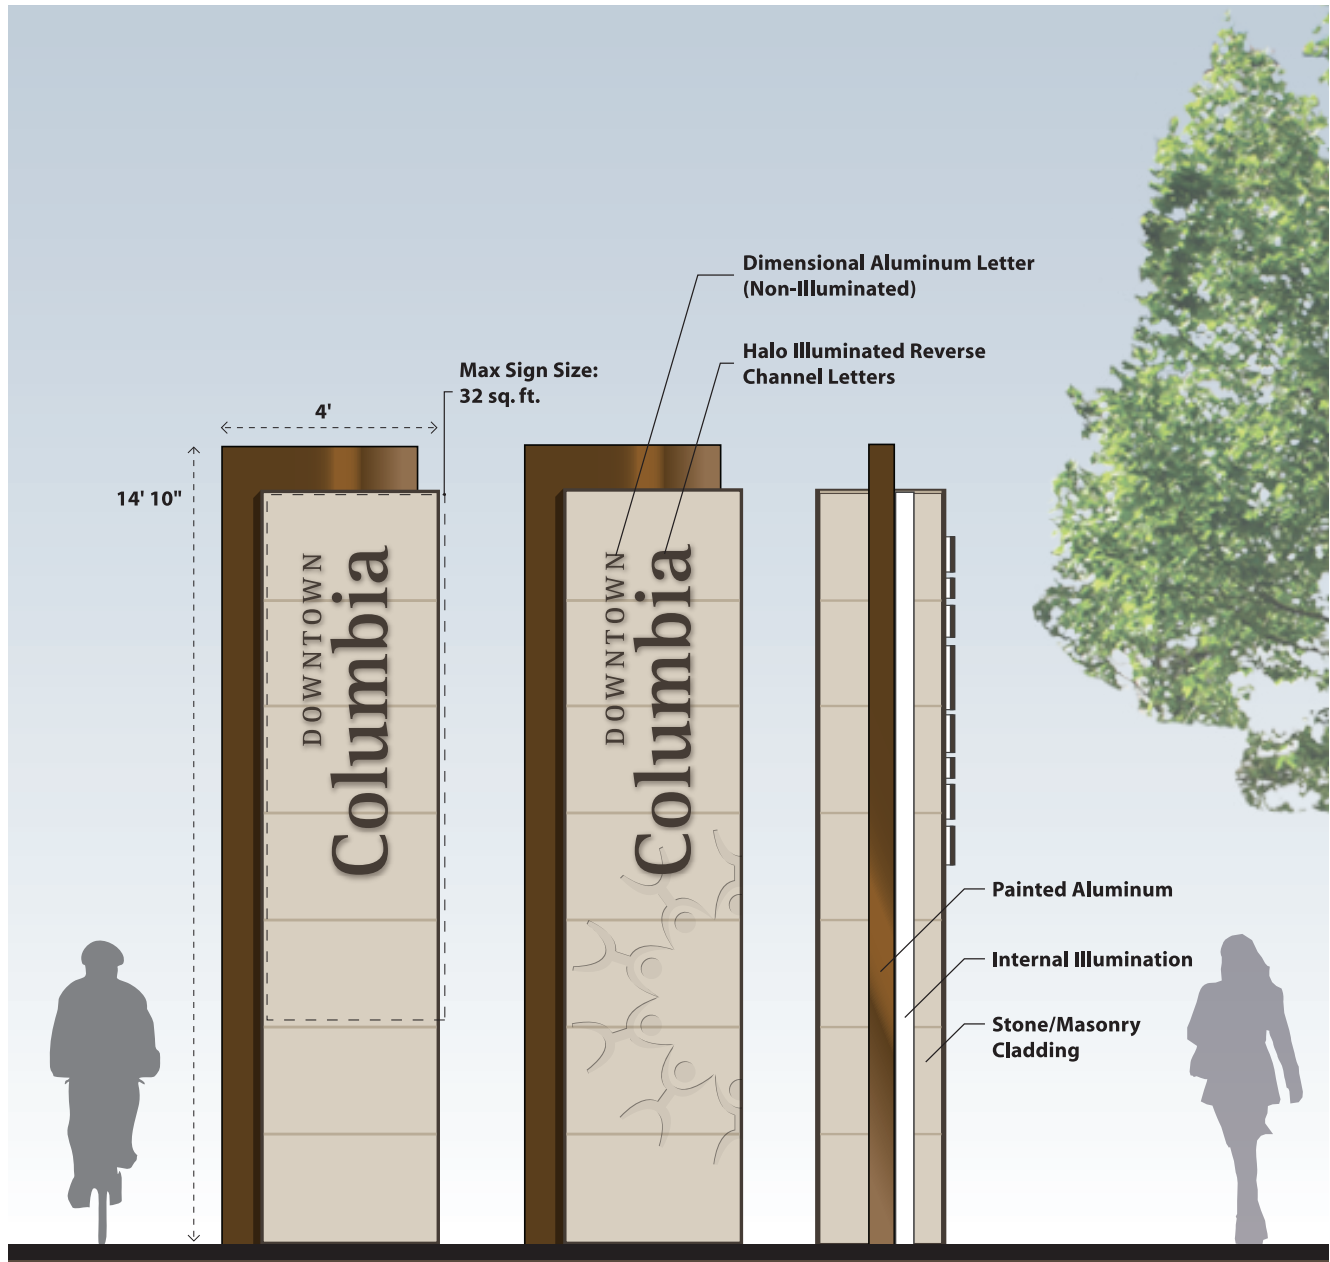 Dimensional Aluminum Letter
(Non-Illuminated)
Halo Illuminated Reverse
Channel Letters
Max Sign Size:
32 sq. ft.
4'
14' 10"
DOWNTOWN
Columbia
DOWNTOWN
Columbia
Painted Aluminum
Internal Illumination
Stone/Masonry
Cladding